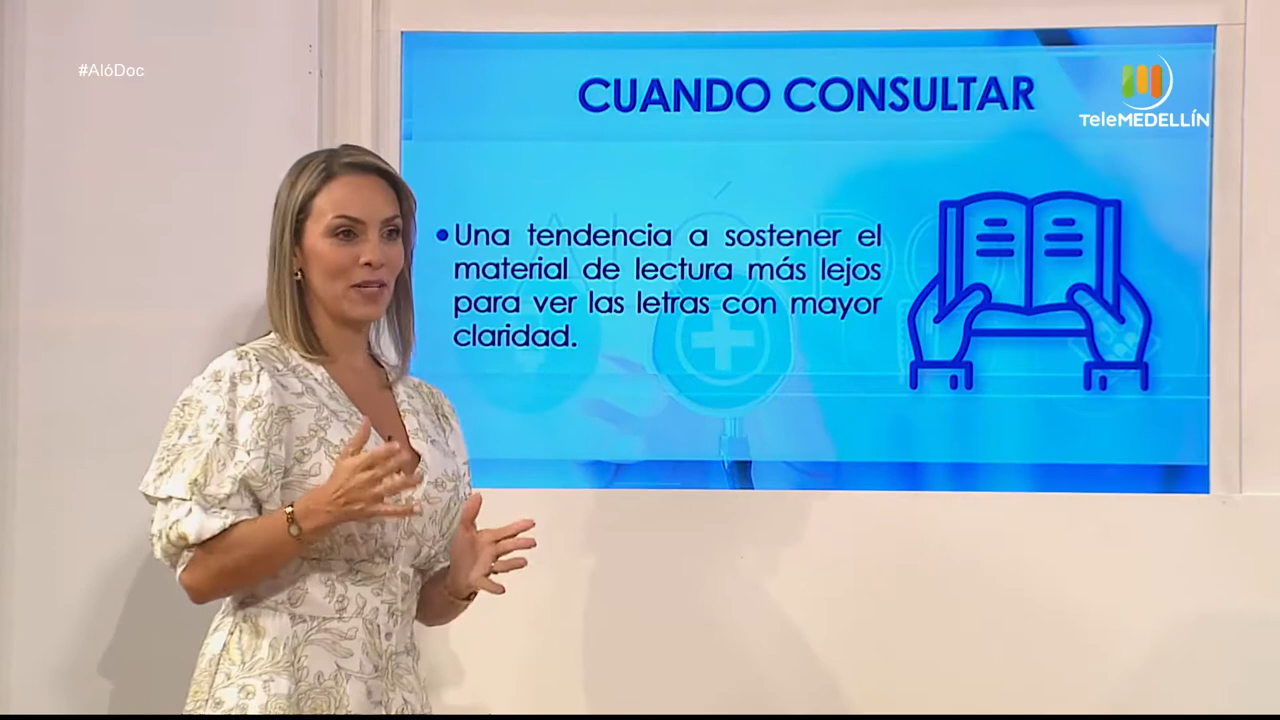 #AlóDoc
CUANDO CONSULTAR
TeleMEDELLÍN
• Una tendencia a sostener el
material de lectura más lejos
para ver las letras con mayor
claridad.